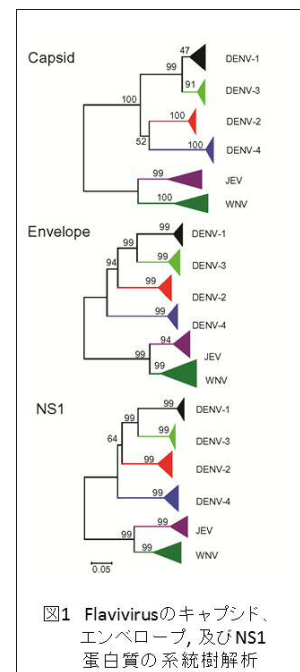 Capsid
47
DENV-1
99
91
DENV-3
100
100
DENV-2
52
100
DENV-4
99
JEV
100
WNV
Envelope
99
DENV-1
99
99
DENV-3
94
99
DENV-2
99
DENV-4
94
JEV
99
99
WNV
NS1
99
DENV-1
99
99
DENV-3
64
99
DENV-2
99
DENV-4
99
JEV
99
99
WNV
0.05
図1 Flavivirusのキャプシド、
エンベロープ, 及びNS1
蛋白質の系統樹解析